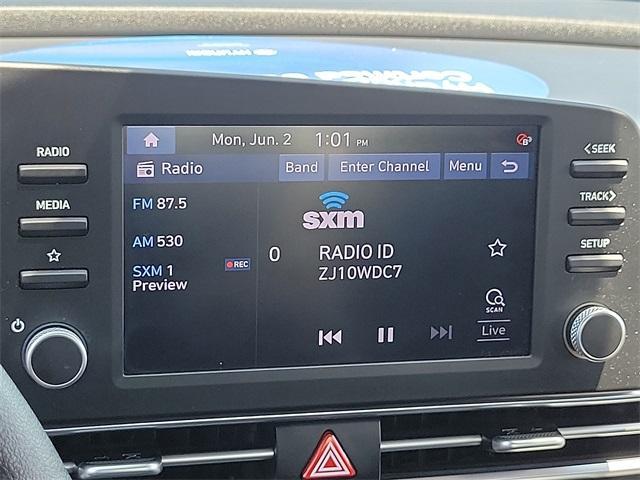 HYUNDAI
RADIO
MEDIA
<SEEK
TRACK>
SETUP
Mon, Jun. 2 1:01 PM
Radio Band Enter Channel Menu
FM 87.5
AM 530
SXM 1 REC
Preview
sxm
0 RADIO ID
ZJ10WDC7
SCAN
Live